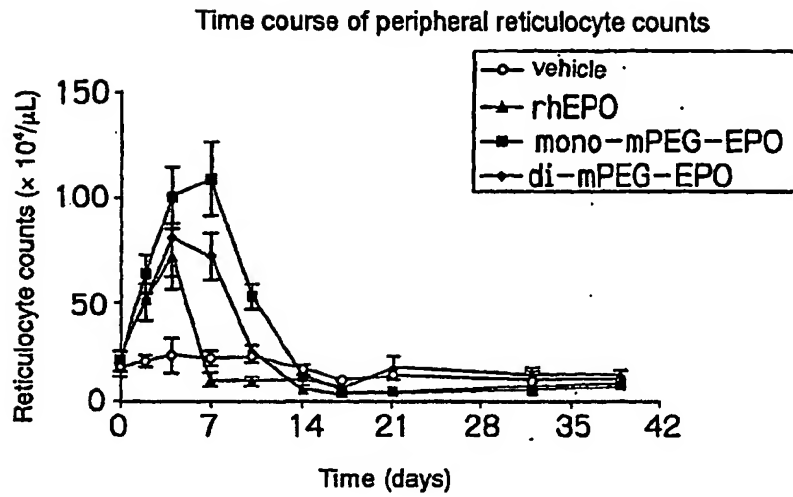 Time course of peripheral reticulocyte counts
vehicle
rhEPO
mono-mPEG-EPO
di-mPEG-EPO
Reticulocyte counts (× 10⁴/μL)
150
100
50
0
0 7 14 21 28 35 42
Time (days)